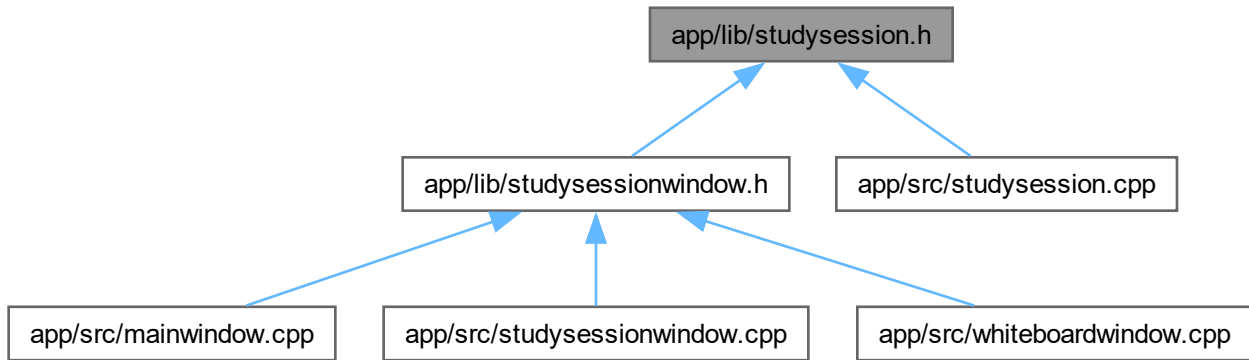 app/lib/studysession.h
app/lib/studysessionwindow.h
app/src/studysession.cpp
app/src/mainwindow.cpp
app/src/studysessionwindow.cpp
app/src/whiteboardwindow.cpp